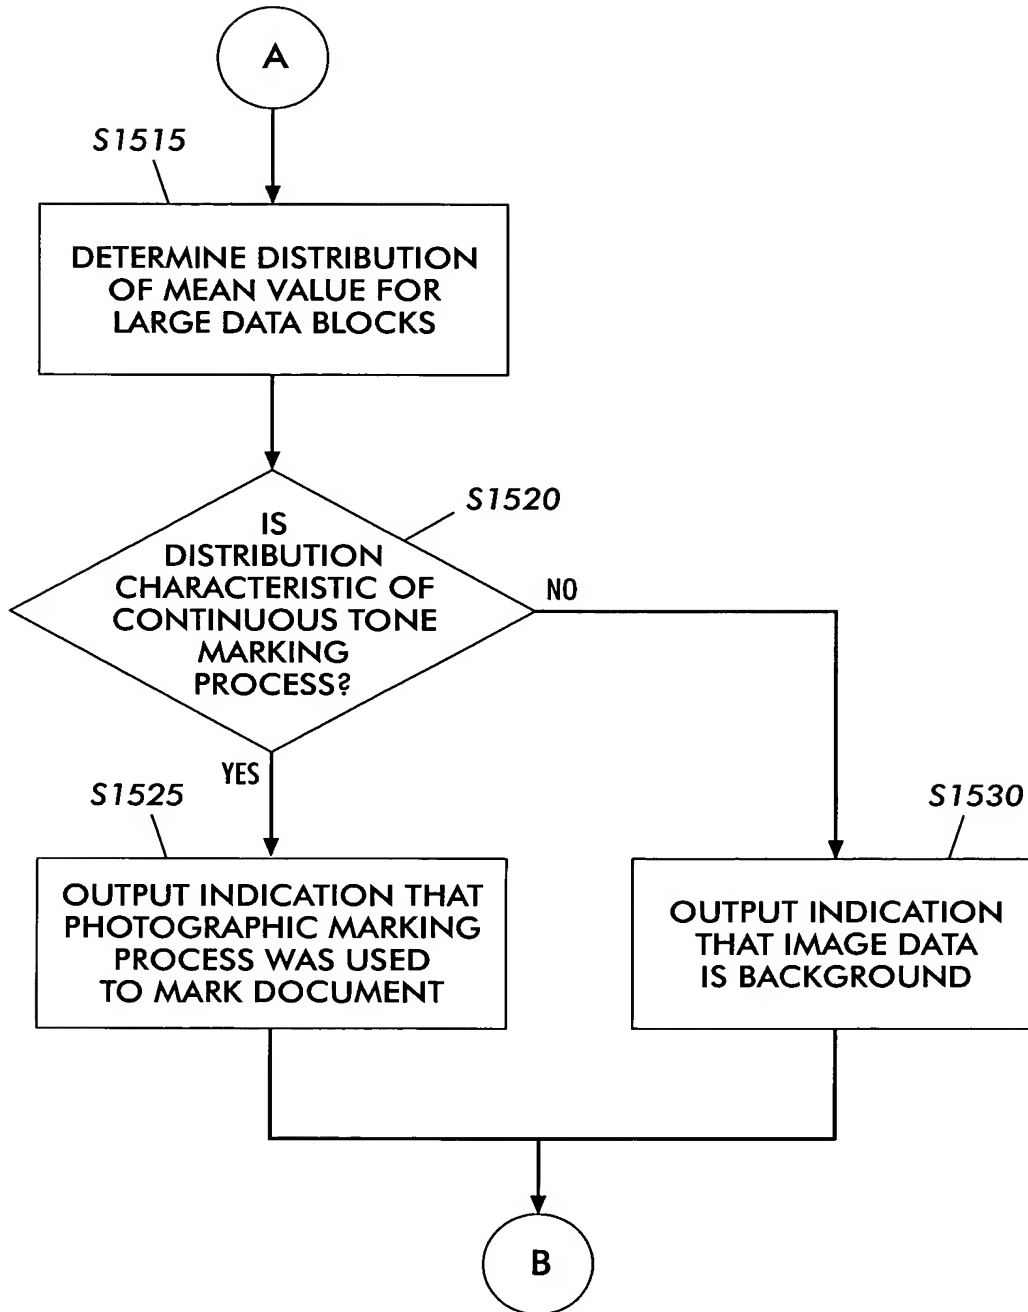 A
S1515
DETERMINE DISTRIBUTION
OF MEAN VALUE FOR
LARGE DATA BLOCKS
S1520
IS
DISTRIBUTION
CHARACTERISTIC OF
CONTINUOUS TONE
MARKING
PROCESS?
NO
YES
S1525
OUTPUT INDICATION THAT
PHOTOGRAPHIC MARKING
PROCESS WAS USED
TO MARK DOCUMENT
S1530
OUTPUT INDICATION
THAT IMAGE DATA
IS BACKGROUND
B